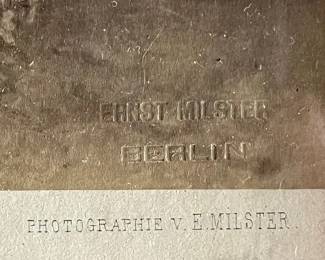 ERNST MILSTER
BERLIN
PHOTOGRAPHIE V. E. MILSTER.